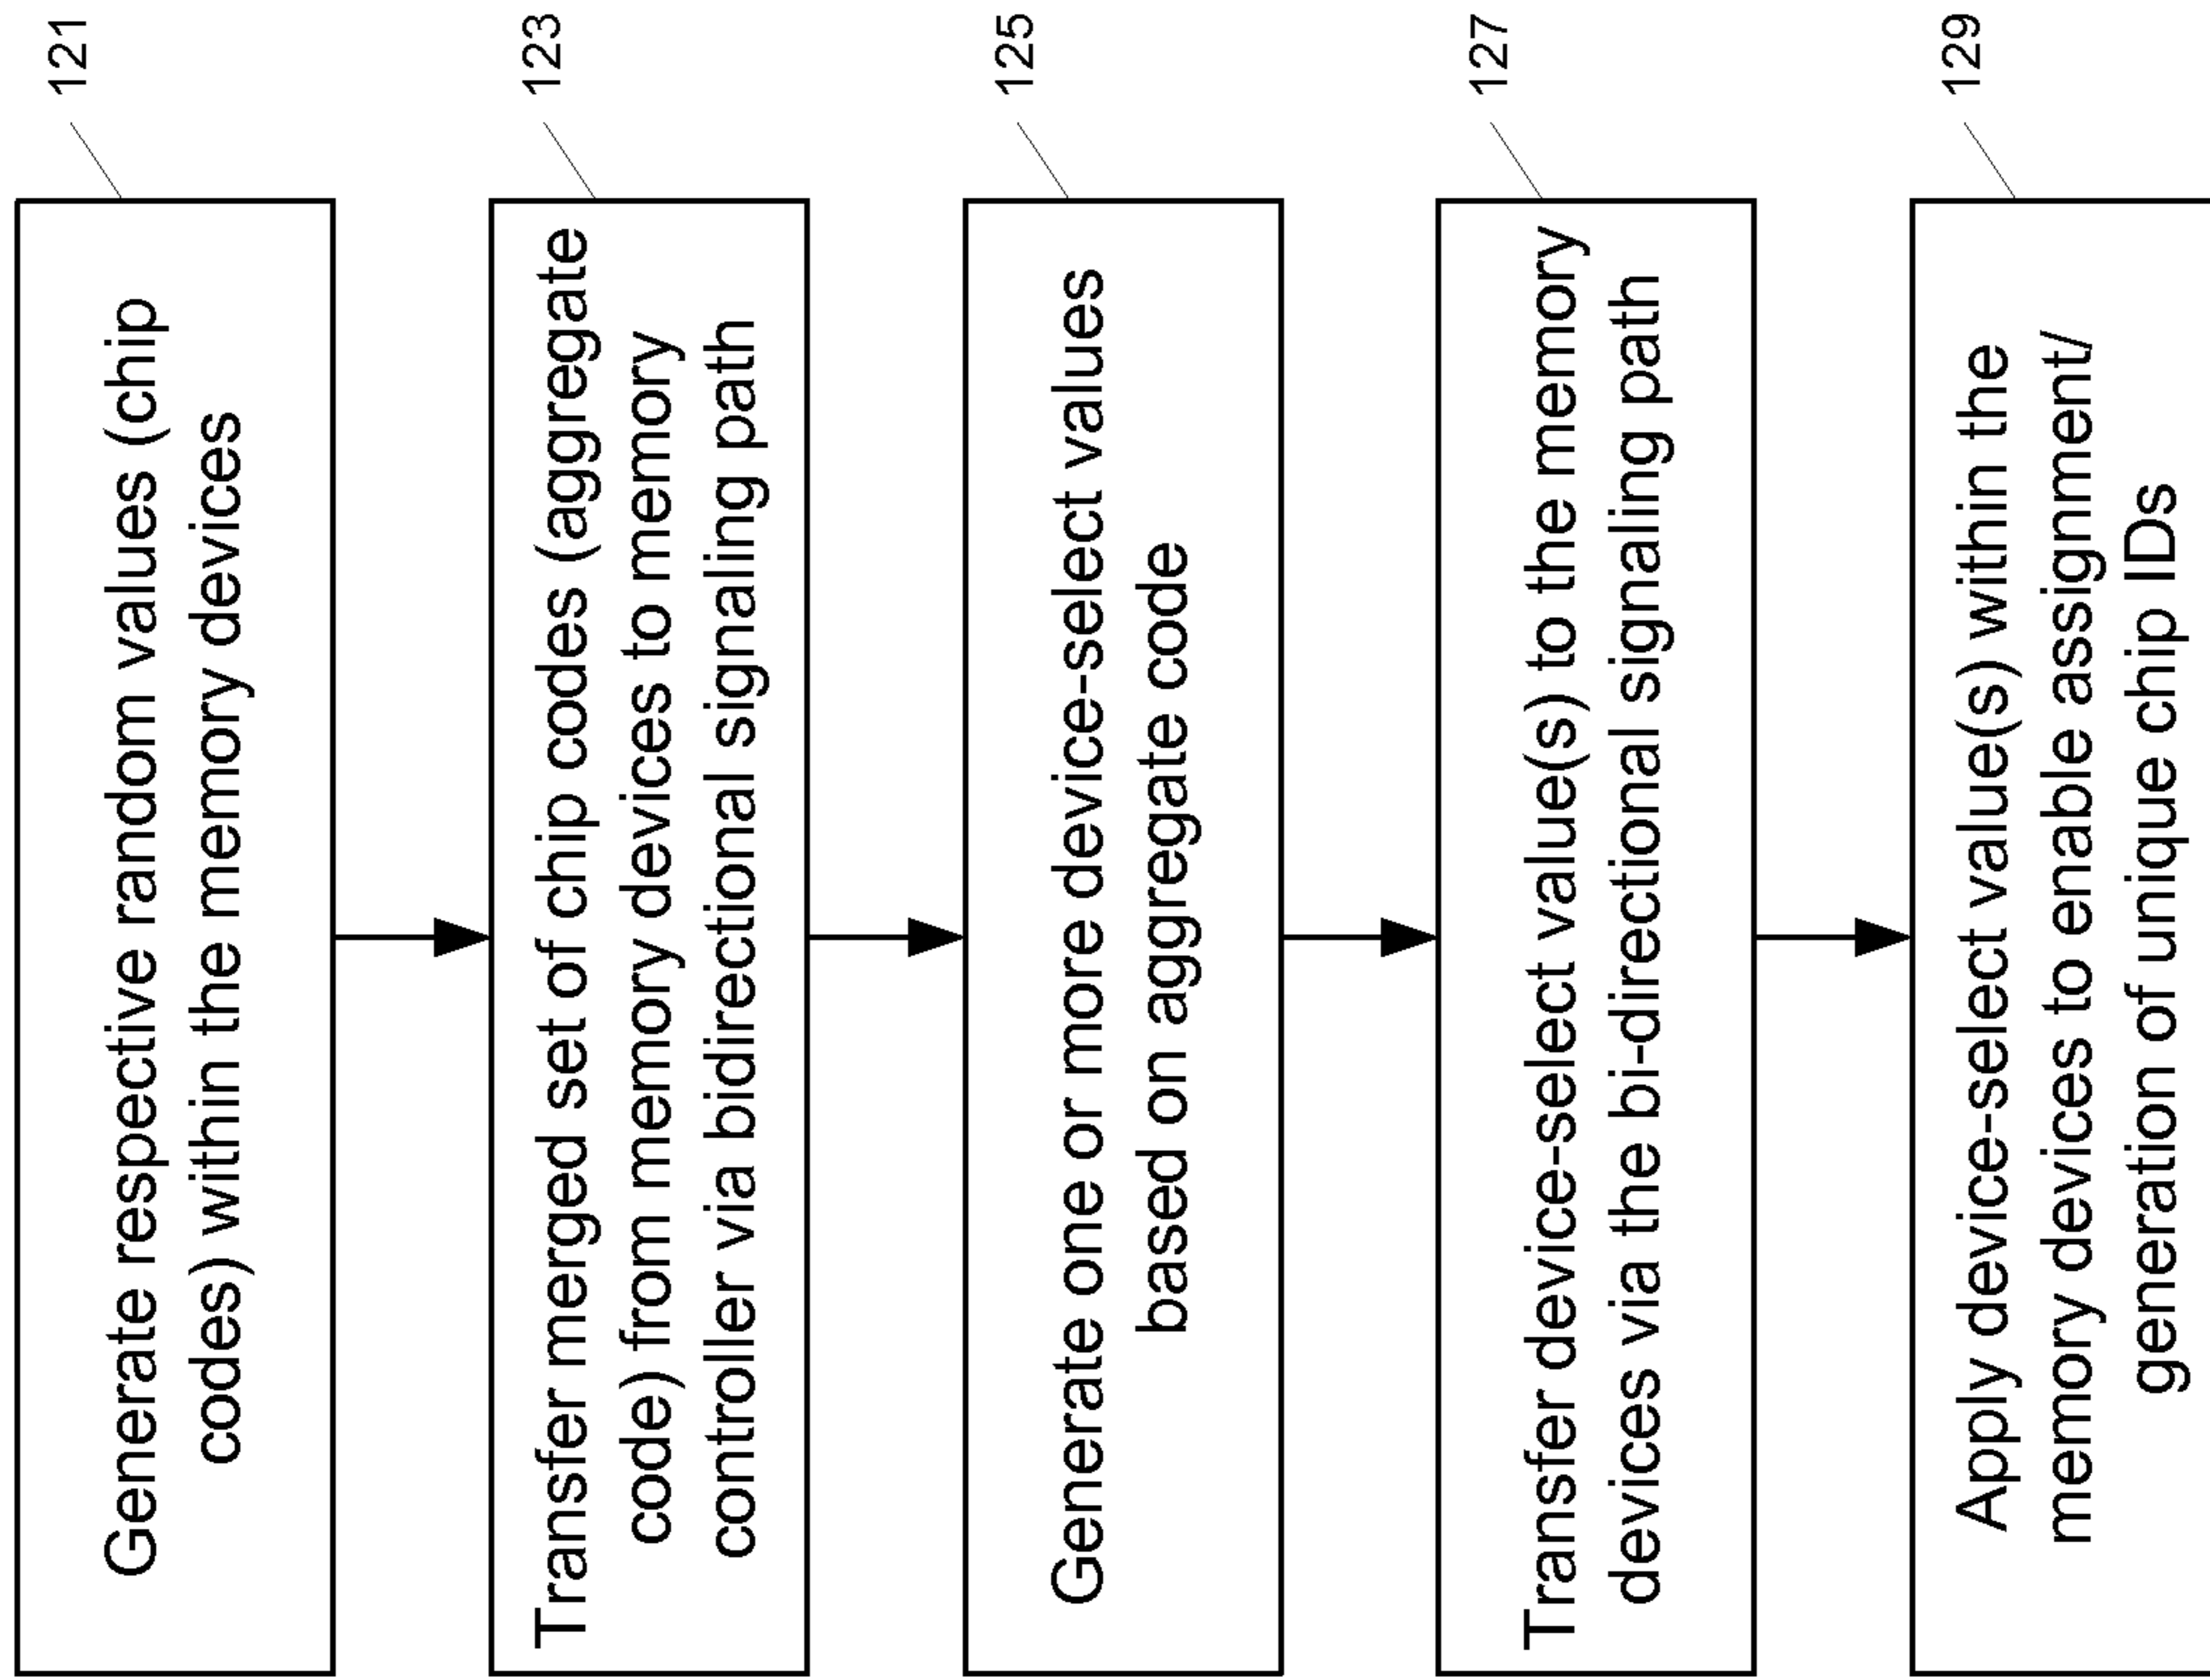 121
Generate respective random values (chip
codes) within the memory devices
123
Transfer merged set of chip codes (aggregate
code) from memory devices to memory
controller via bidirectional signaling path
125
Generate one or more device-select values
based on aggregate code
127
Transfer device-select value(s) to the memory
devices via the bi-directional signaling path
129
Apply device-select value(s) within the
memory devices to enable assignment/
generation of unique chip IDs